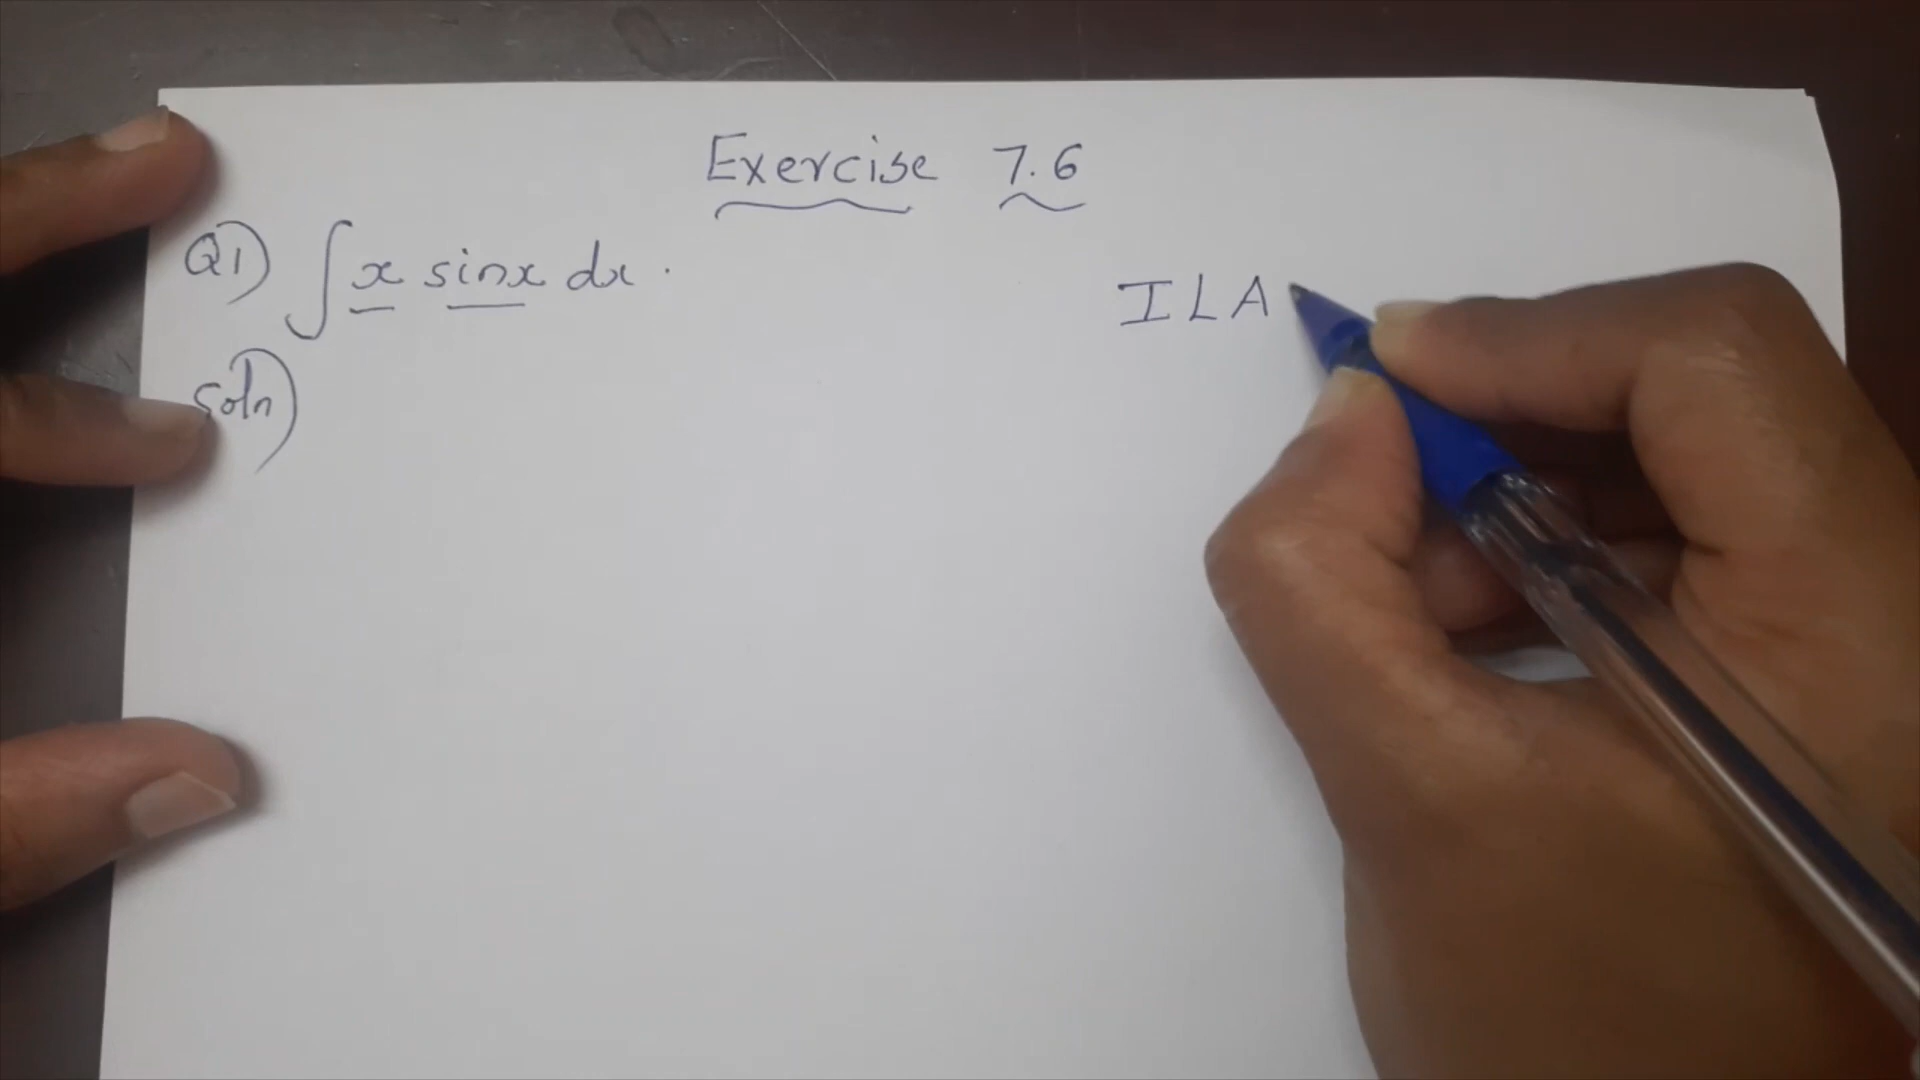 Exercise 7.6
Q1) ∫ x sinx dx.
ILA
Soln)